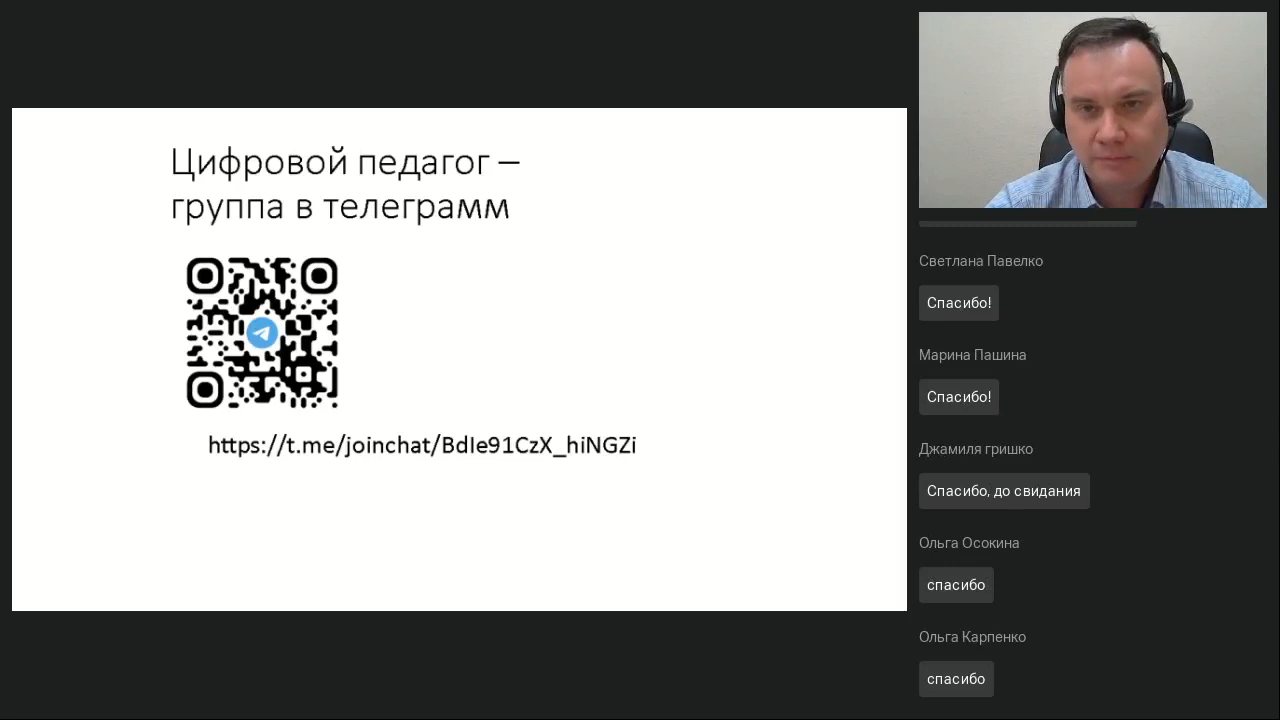 Цифровой педагог –
группа в телеграмм
https://t.me/joinchat/BdIe91CzX_hiNGZi
Светлана Павелко
Спасибо!
Марина Пашина
Спасибо!
Джамиля гришко
Спасибо, до свидания
Ольга Осокина
спасибо
Ольга Карпенко
спасибо